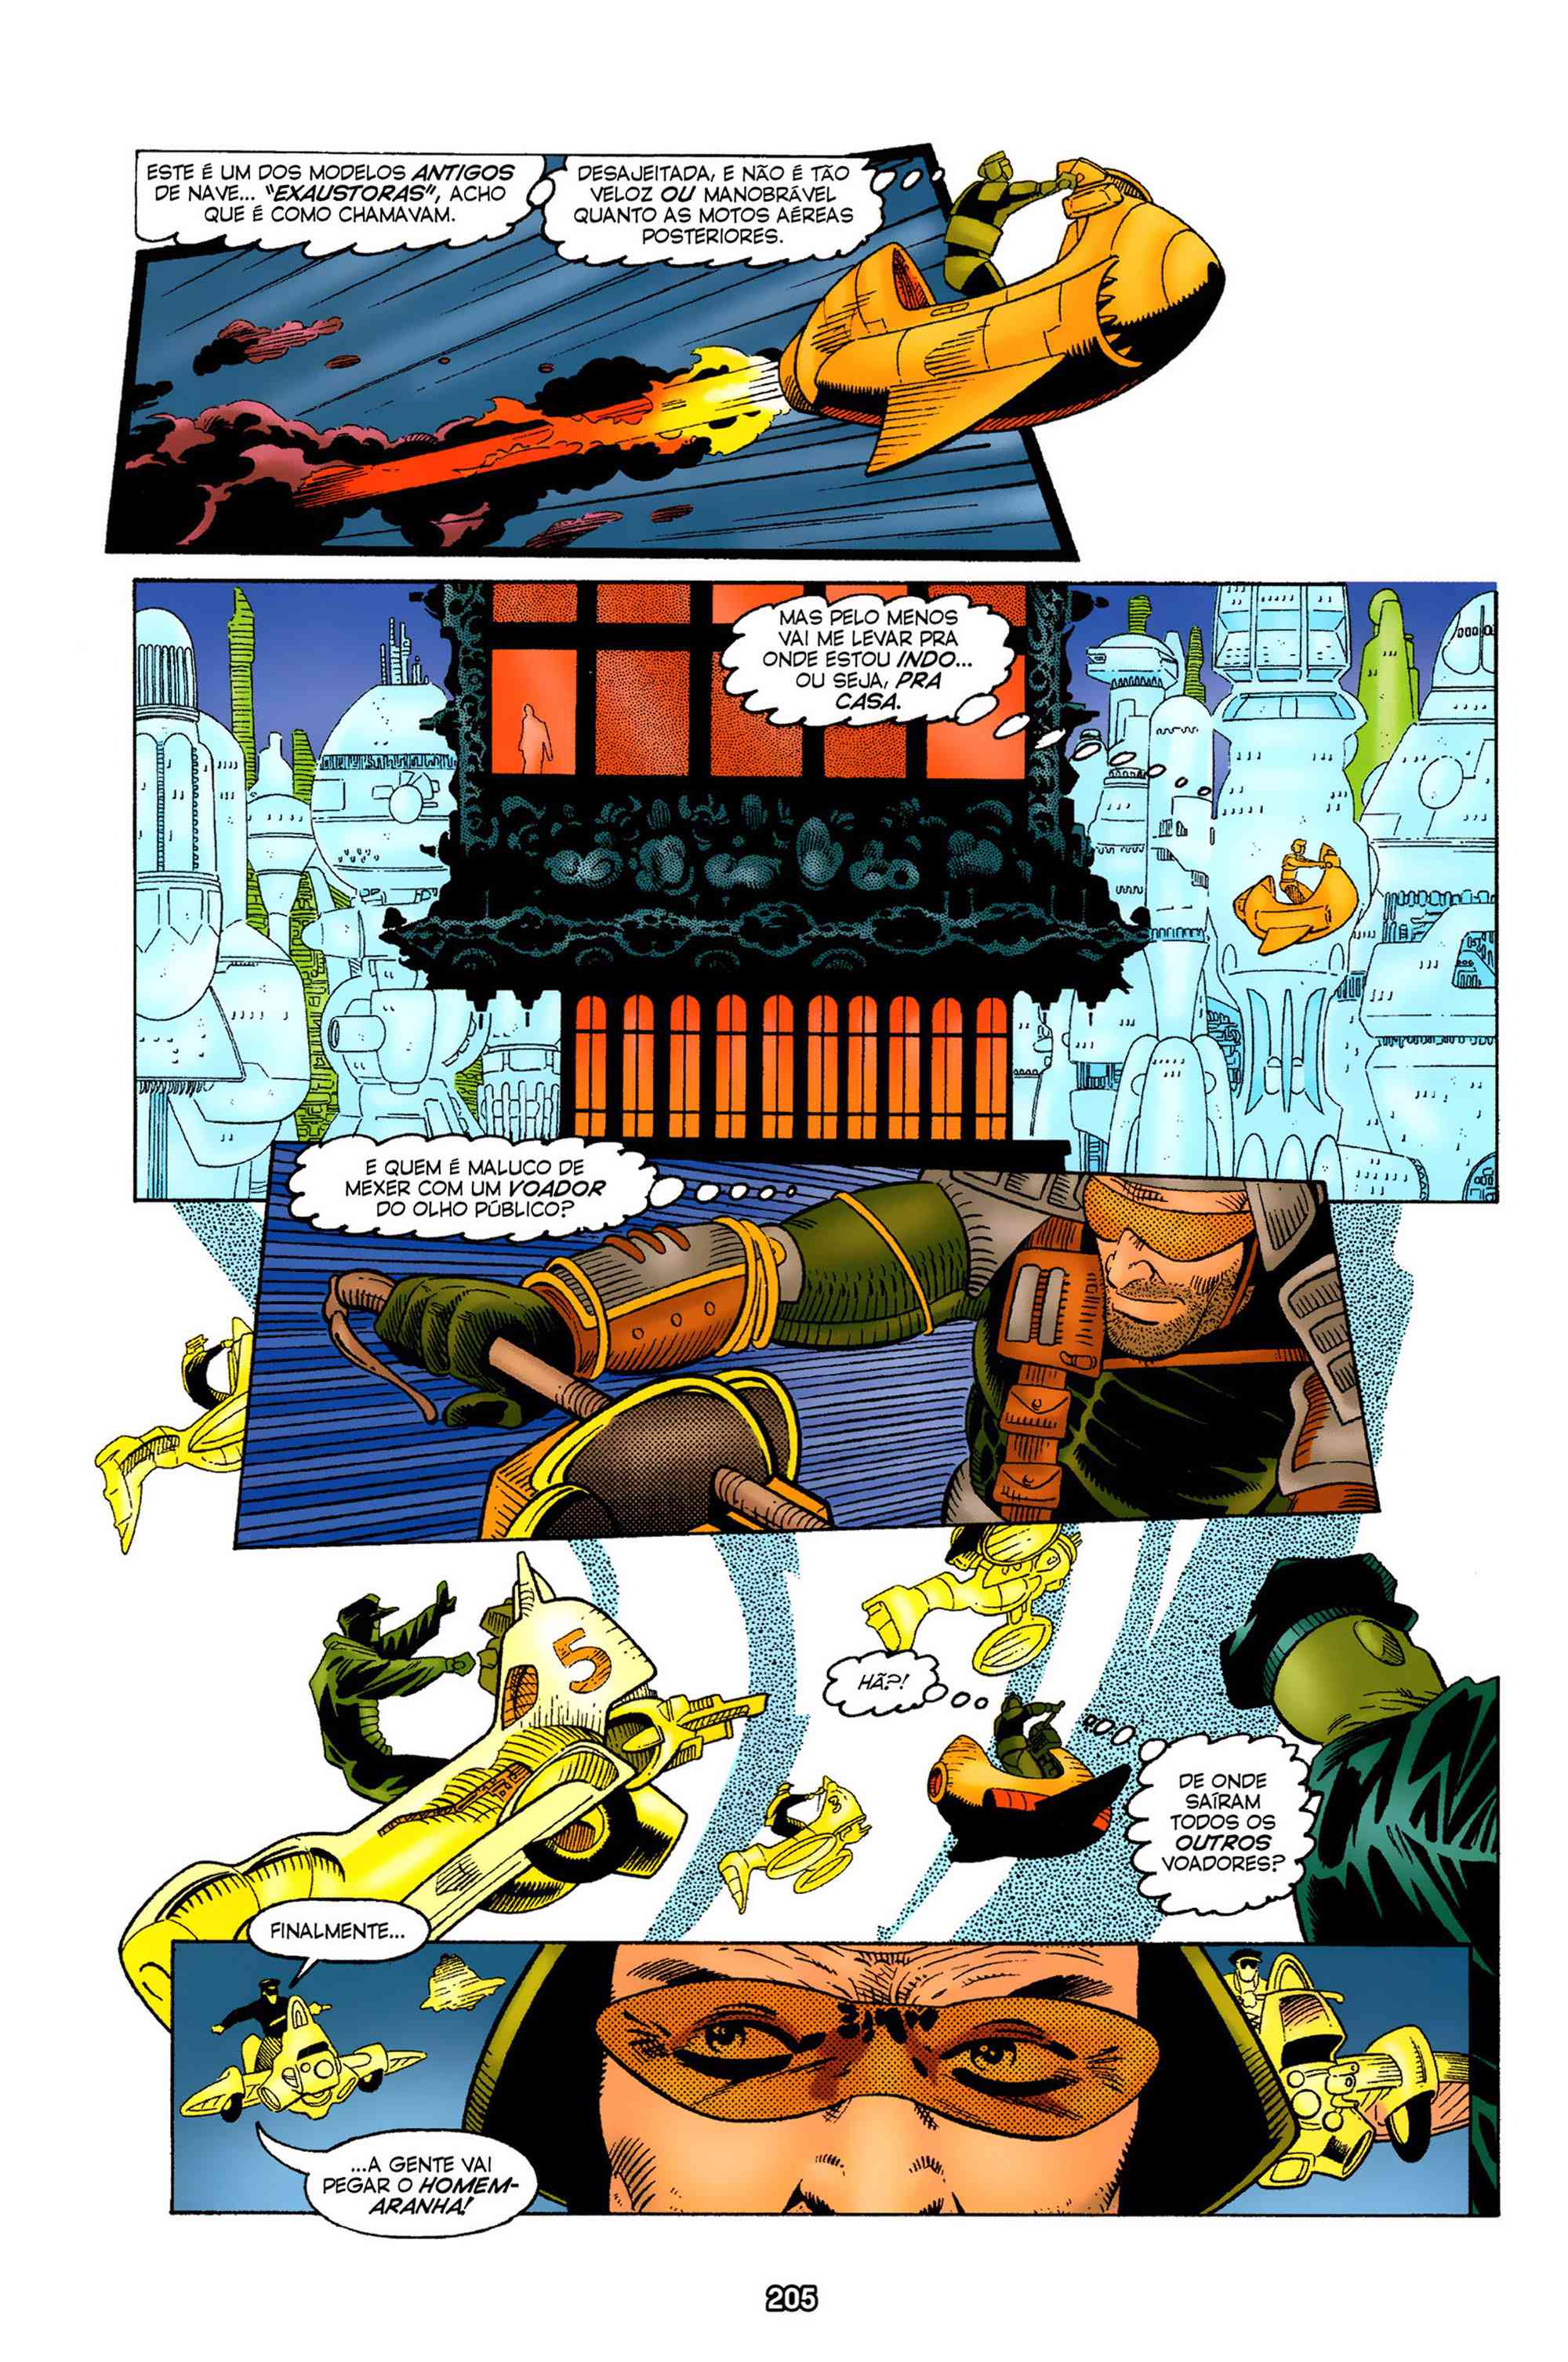 ESTE É UM DOS MODELOS ANTIGOS
DE NAVE... "EXAUSTORAS", ACHO
QUE É COMO CHAMAVAM.
DESAJEITADA, E NÃO É TÃO
VELOZ OU MANOBRÁVEL
QUANTO AS MOTOS AÉREAS
POSTERIORES.
MAS PELO MENOS
VAI ME LEVAR PRA
ONDE ESTOU INDO...
OU SEJA, PRA
CASA.
E QUEM É MALUCO DE
MEXER COM UM VOADOR
DO OLHO PÚBLICO?
5
HÃ?!
DE ONDE
SAÍRAM
TODOS OS
OUTROS
VOADORES?
FINALMENTE...
...A GENTE VAI
PEGAR O HOMEM-
ARANHA!
205